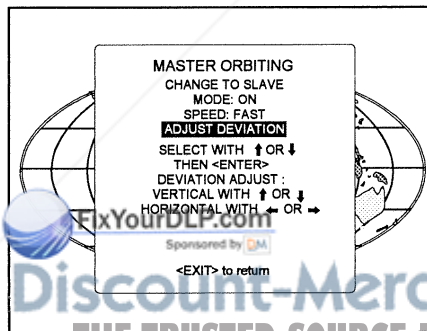 MASTER ORBITING
CHANGE TO SLAVE
MODE: ON
SPEED: FAST
ADJUST DEVIATION
SELECT WITH ↑ OR ↓
THEN <ENTER>
DEVIATION ADJUST :
VERTICAL WITH ↑ OR ↓
HORIZONTAL WITH ← OR →
FixYourDLP.com
Sponsored by DM
<EXIT> to return
Discount-Merc
THE TRUSTED SOURCE